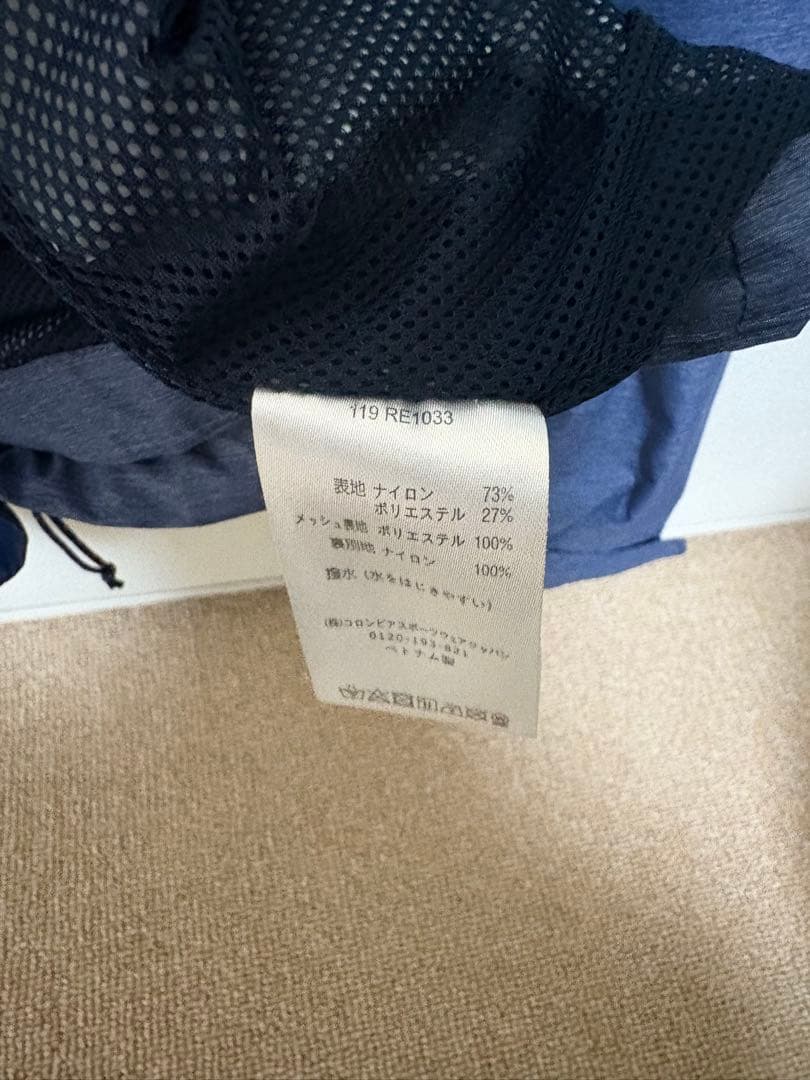 119 RE1033
表地 ナイロン 73%
ポリエステル 27%
メッシュ裏地 ポリエステル 100%
裏別地 ナイロン 100%
撥水 (水をはじきやすい)
(株)コロンビアスポーツウェアジャパン
0120-193-821
ベトナム製